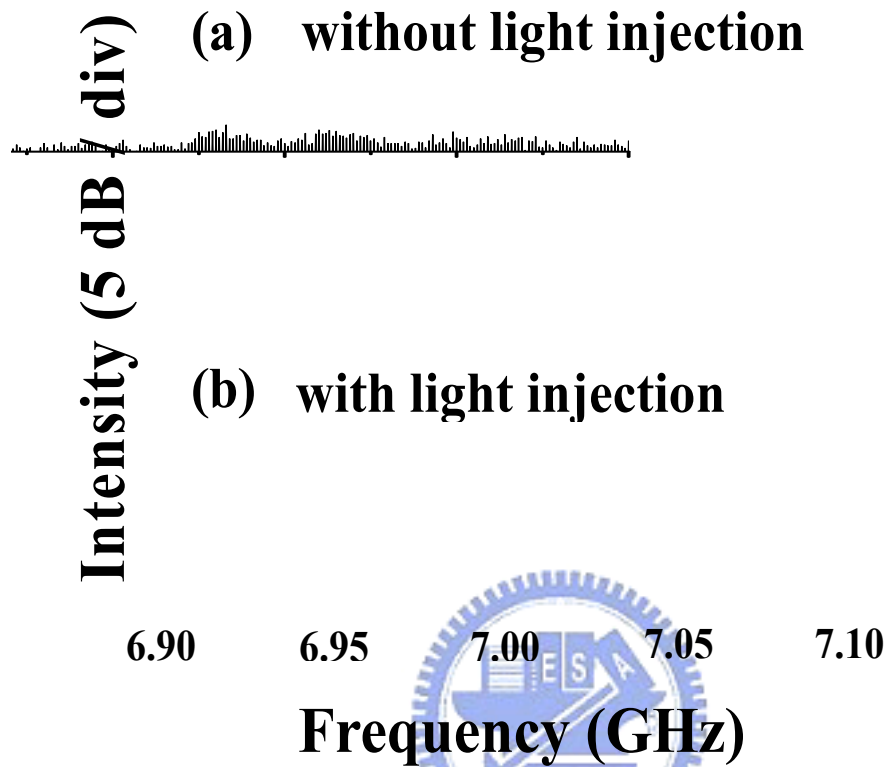 (a) without light injection
Intensity (5 dB / div)
(b) with light injection
6.90 6.95 7.00 7.05 7.10
ESA
Frequency (GHz)